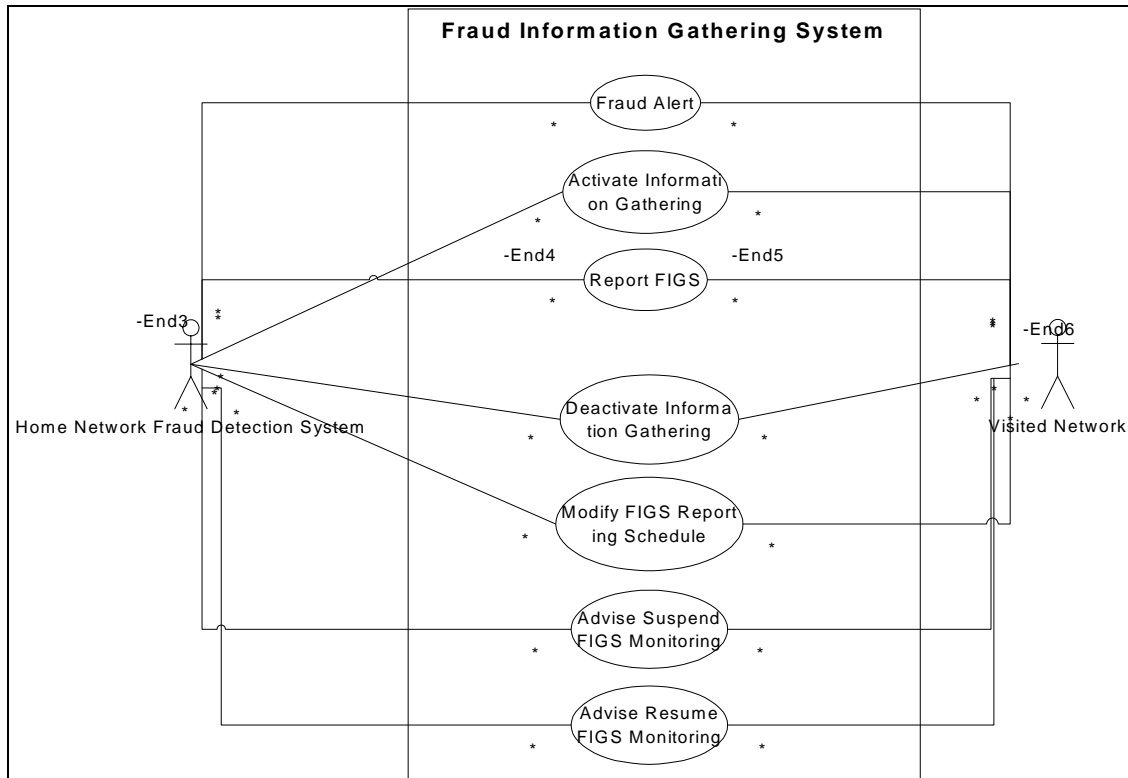 Fraud Information Gathering System
Fraud Alert
* *
Activate Informati
on Gathering
* *
-End4 -End5
Report FIGS
* *
* *
* *
-End3 -End6
*
* *
* * * * *
* *
Home Network Fraud Detection System Visited Network
Deactivate Informa
tion Gathering
* *
Modify FIGS Report
ing Schedule
* *
Advise Suspend
FIGS Monitoring
* *
Advise Resume
FIGS Monitoring
* *